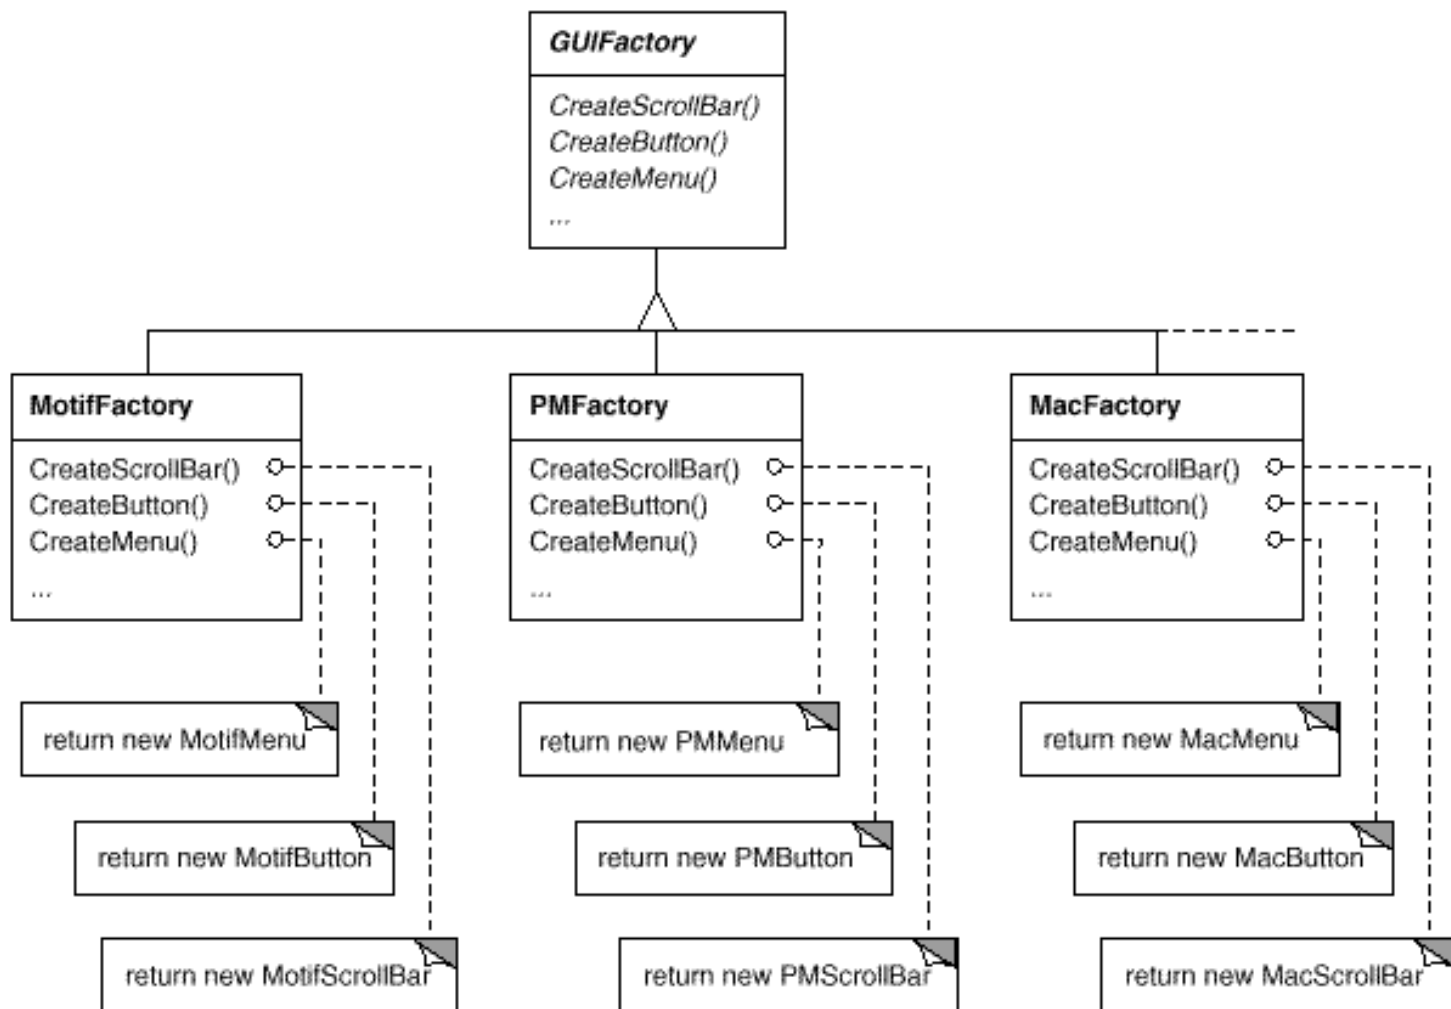 GUIFactory
CreateScrollBar()
CreateButton()
CreateMenu()
...
MotifFactory
CreateScrollBar()
CreateButton()
CreateMenu()
...
PMFactory
CreateScrollBar()
CreateButton()
CreateMenu()
...
MacFactory
CreateScrollBar()
CreateButton()
CreateMenu()
...
return new MotifMenu
return new PMMenu
return new MacMenu
return new MotifButton
return new PMButton
return new MacButton
return new MotifScrollBar
return new PMScrollBar
return new MacScrollBar